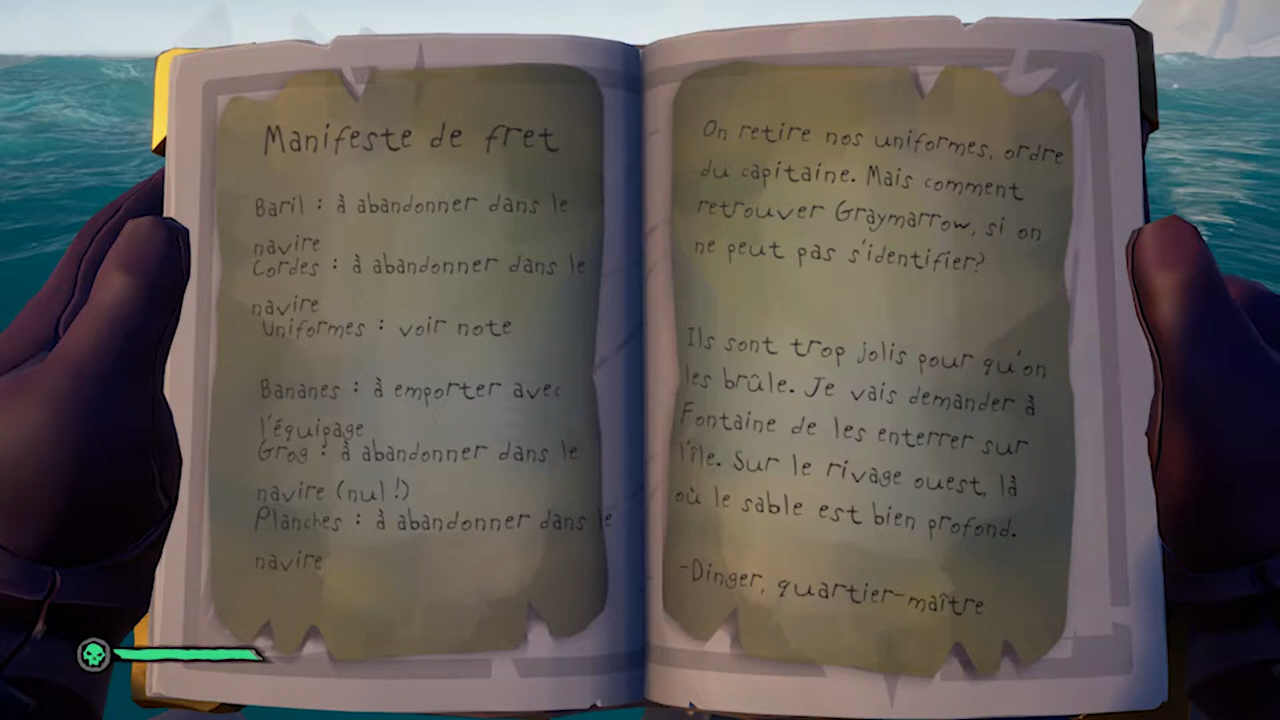 Manifeste de fret
Baril : à abandonner dans le
navire
Cordes : à abandonner dans le
navire
Uniformes : voir note
Bananes : à emporter avec
l'équipage
Grog : à abandonner dans le
navire (nul !)
Planches : à abandonner dans le
navire
On retire nos uniformes, ordre
du capitaine. Mais comment
retrouver Graymarrow, si on
ne peut pas s'identifier?
Ils sont trop jolis pour qu'on
les brûle. Je vais demander à
Fontaine de les enterrer sur
l'île. Sur le rivage ouest, là
où le sable est bien profond.
-Dinger, quartier-maître